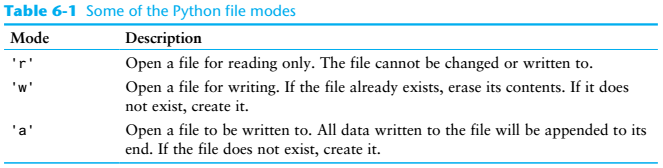 Table 6-1 Some of the Python file modes
Mode Description
'r' Open a file for reading only. The file cannot be changed or written to.
'w' Open a file for writing. If the file already exists, erase its contents. If it does
not exist, create it.
'a' Open a file to be written to. All data written to the file will be appended to its
end. If the file does not exist, create it.